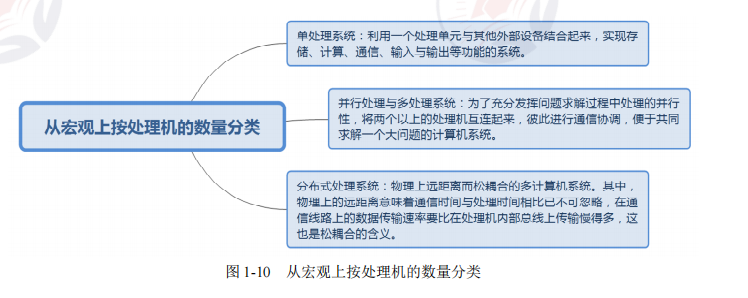 单处理系统：利用一个处理单元与其他外部设备结合起来，实现存
储、计算、通信、输入与输出等功能的系统。
从宏观上按处理机的数量分类
并行处理与多处理系统：为了充分发挥问题求解过程中处理的并行
性，将两个以上的处理机互连起来，彼此进行通信协调，便于共同
求解一个大问题的计算机系统。
分布式处理系统：物理上远距离而松耦合的多计算机系统。其中，
物理上的远距离意味着通信时间与处理时间相比已不可忽略，在通
信线路上的数据传输速率要比在处理机内部总线上传输慢得多，这
也是松耦合的含义。
图 1-10 从宏观上按处理机的数量分类